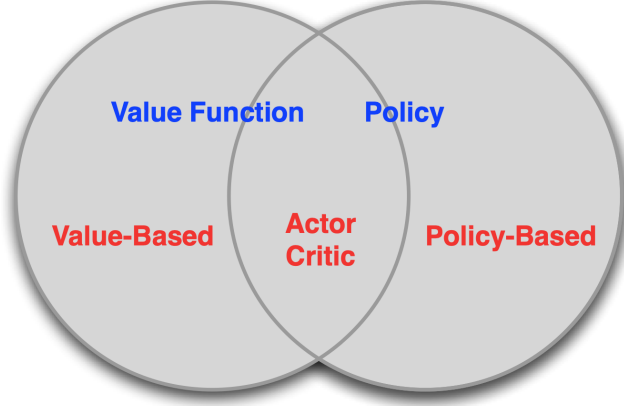 Value Function
Policy
Value-Based
Actor
Critic
Policy-Based